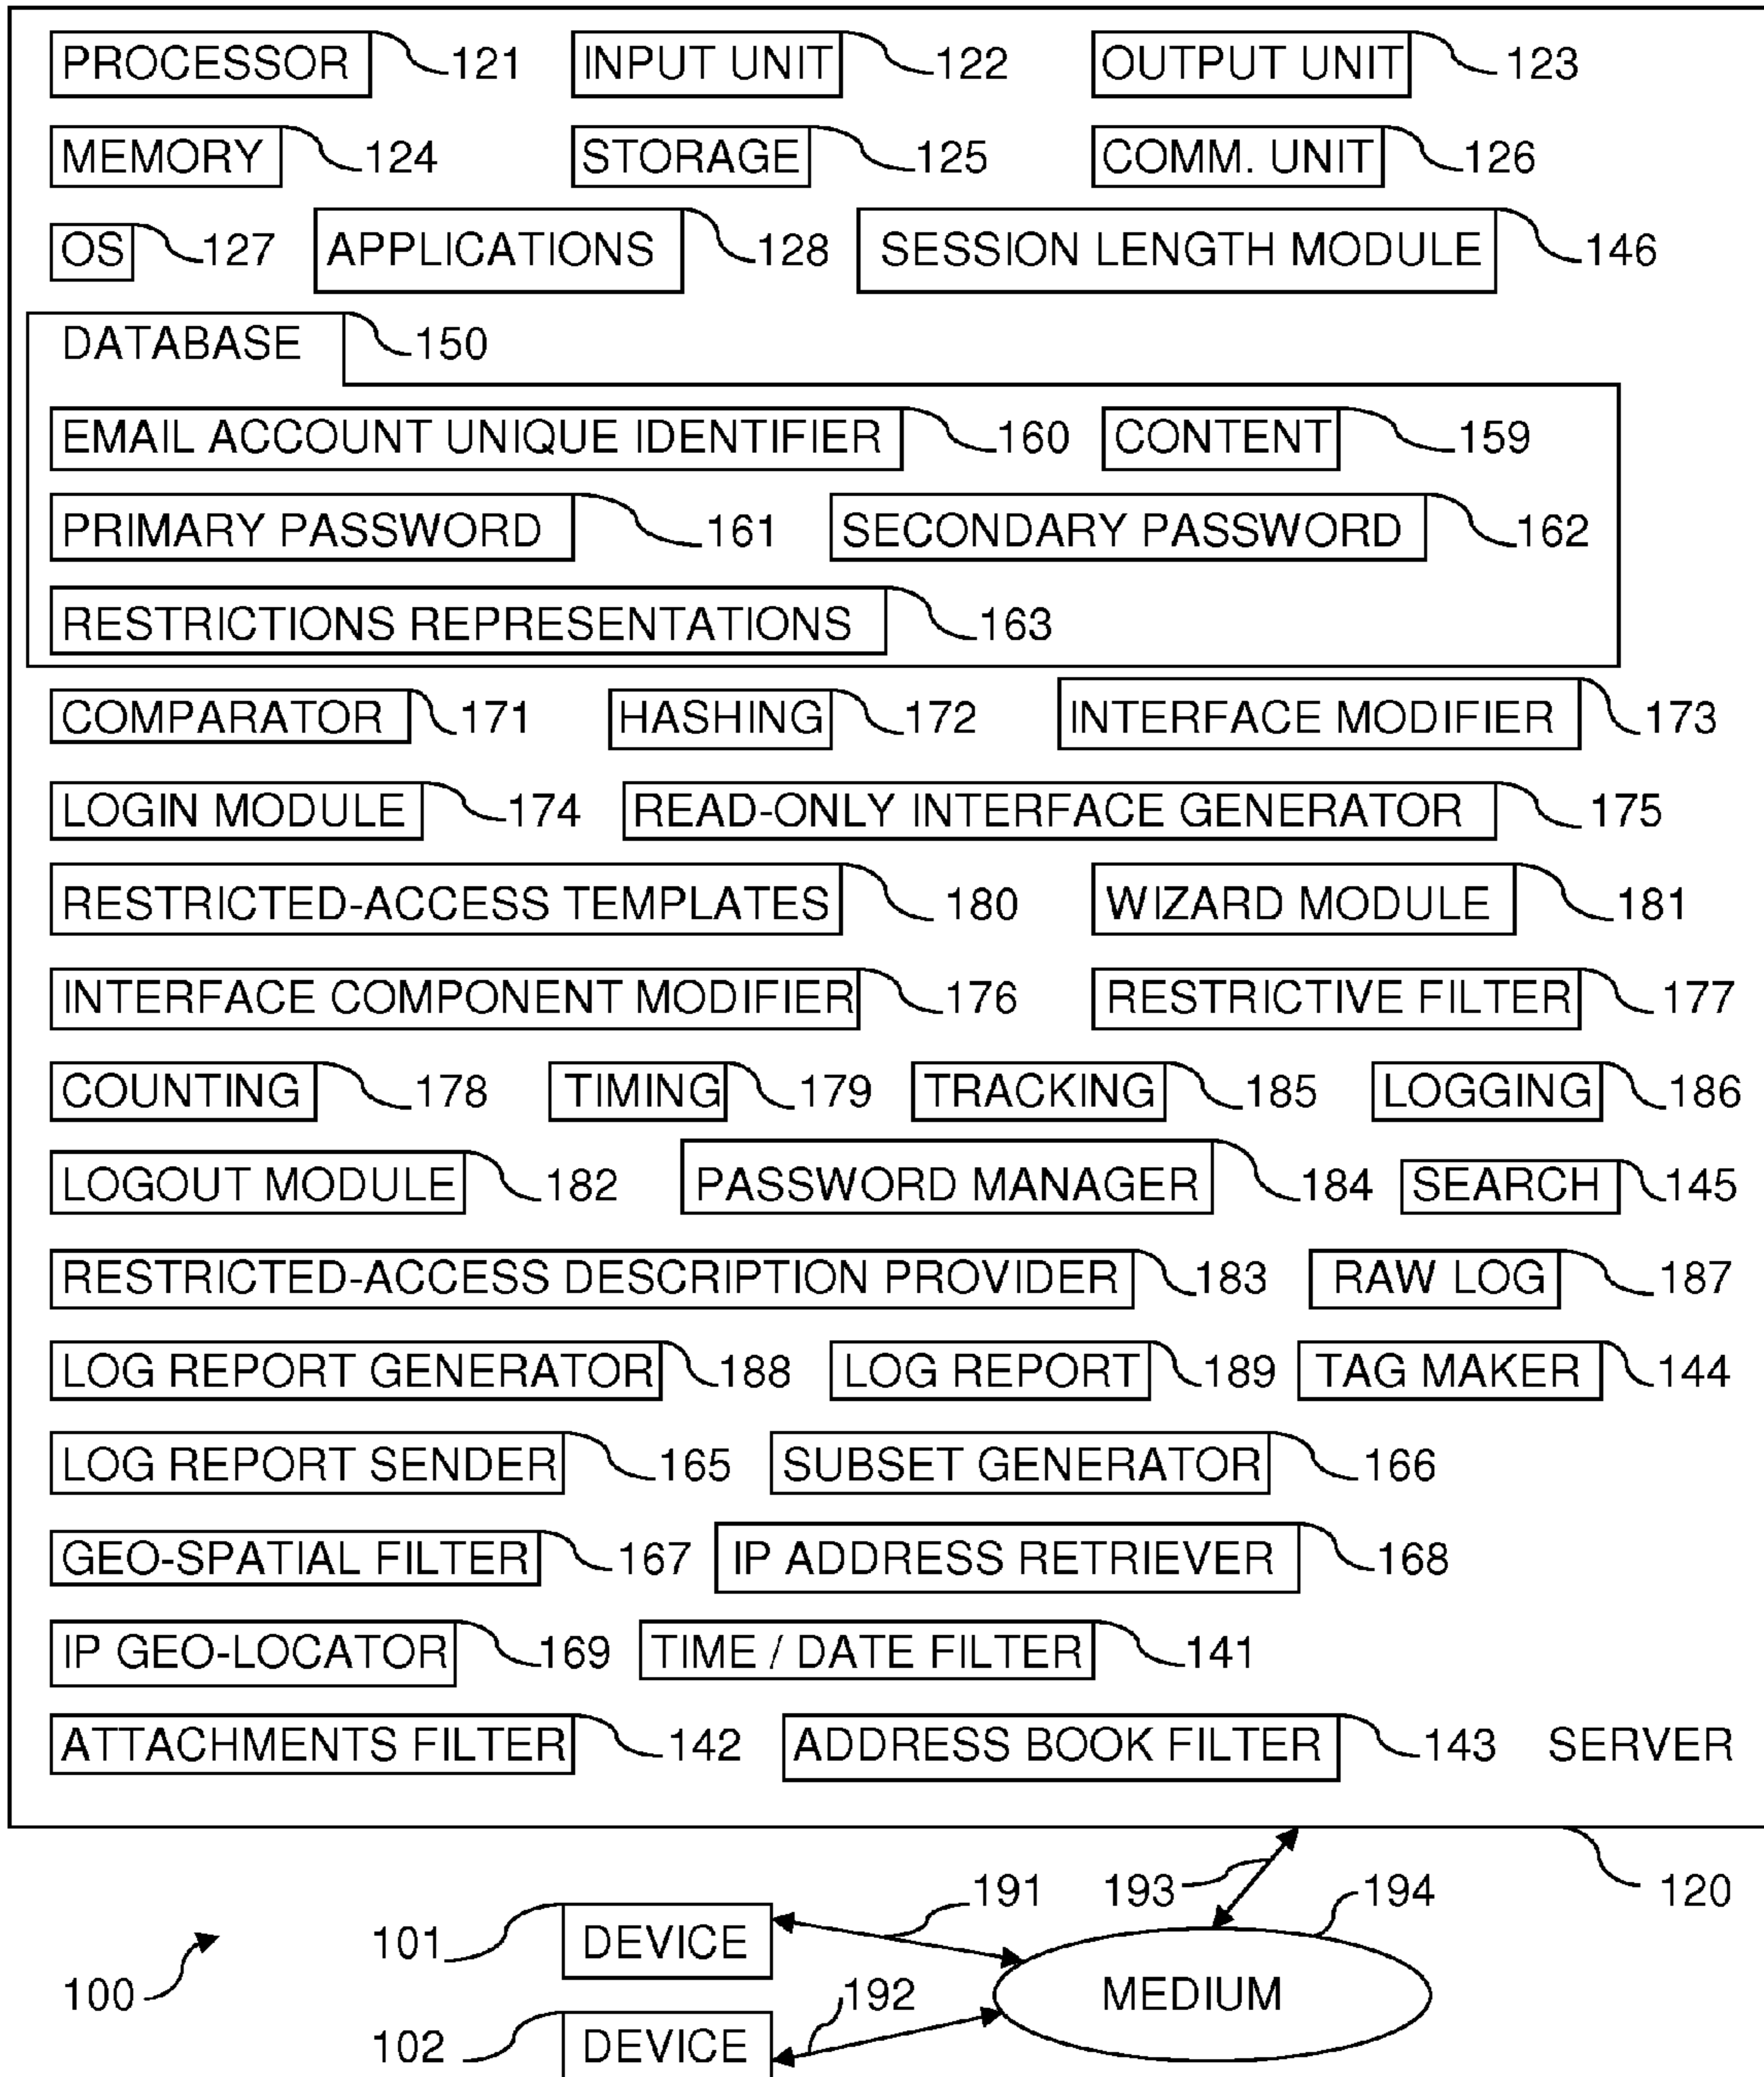 PROCESSOR 121 INPUT UNIT 122 OUTPUT UNIT 123
MEMORY 124 STORAGE 125 COMM. UNIT 126
OS 127 APPLICATIONS 128 SESSION LENGTH MODULE 146
DATABASE 150
EMAIL ACCOUNT UNIQUE IDENTIFIER 160 CONTENT 159
PRIMARY PASSWORD 161 SECONDARY PASSWORD 162
RESTRICTIONS REPRESENTATIONS 163
COMPARATOR 171 HASHING 172 INTERFACE MODIFIER 173
LOGIN MODULE 174 READ-ONLY INTERFACE GENERATOR 175
RESTRICTED-ACCESS TEMPLATES 180 WIZARD MODULE 181
INTERFACE COMPONENT MODIFIER 176 RESTRICTIVE FILTER 177
COUNTING 178 TIMING 179 TRACKING 185 LOGGING 186
LOGOUT MODULE 182 PASSWORD MANAGER 184 SEARCH 145
RESTRICTED-ACCESS DESCRIPTION PROVIDER 183 RAW LOG 187
LOG REPORT GENERATOR 188 LOG REPORT 189 TAG MAKER 144
LOG REPORT SENDER 165 SUBSET GENERATOR 166
GEO-SPATIAL FILTER 167 IP ADDRESS RETRIEVER 168
IP GEO-LOCATOR 169 TIME / DATE FILTER 141
ATTACHMENTS FILTER 142 ADDRESS BOOK FILTER 143 SERVER
191 193 194 120
101 DEVICE
100 192 MEDIUM
102 DEVICE